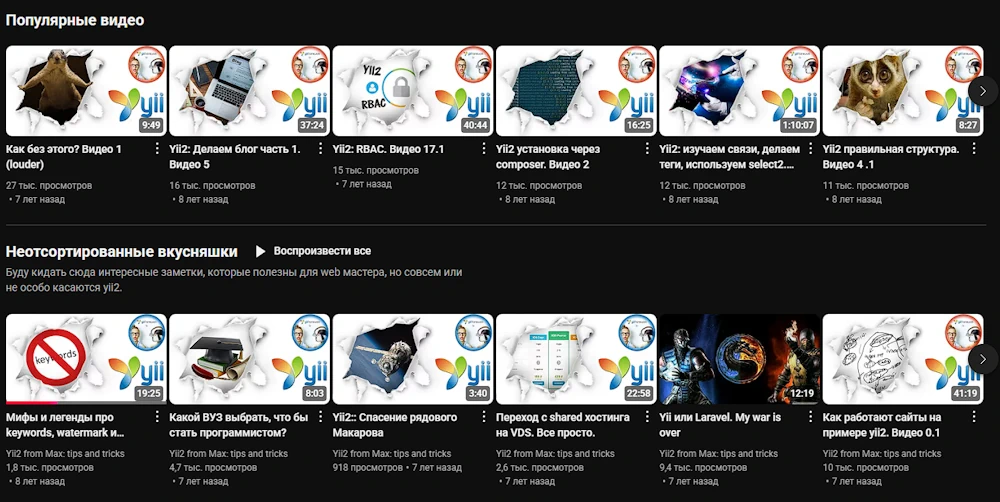 Популярные видео
yii
9:49
yii
37:24
YII2
RBAC
yii
40:44
yii
16:25
yii
1:10:07
yii
8:27
Как без этого? Видео 1
(louder)
27 тыс. просмотров
• 7 лет назад
Yii2: Делаем блог часть 1.
Видео 5
16 тыс. просмотров
• 8 лет назад
Yii2: RBAC. Видео 17.1
15 тыс. просмотров
• 7 лет назад
Yii2 установка через
composer. Видео 2
12 тыс. просмотров
• 8 лет назад
Yii2: изучаем связи, делаем
теги, используем select2....
12 тыс. просмотров
• 8 лет назад
Yii2 правильная структура.
Видео 4 .1
11 тыс. просмотров
• 8 лет назад
Неотсортированные вкусняшки
Воспроизвести все
Буду кидать сюда интересные заметки, которые полезны для web мастера, но совсем или
не особо касаются yii2.
keywords
yii
19:25
yii
8:03
yii
3:40
yii
22:58
12:19
yii
41:19
Мифы и легенды про
keywords, watermark и...
Yii2 from Max: tips and tricks
1,8 тыс. просмотров
• 8 лет назад
Какой ВУЗ выбрать, что бы
стать программистом?
Yii2 from Max: tips and tricks
4,7 тыс. просмотров
• 7 лет назад
Yii2:: Спасение рядового
Макарова
Yii2 from Max: tips and tricks
918 просмотров • 7 лет назад
Переход с shared хостинга
на VDS. Все просто.
Yii2 from Max: tips and tricks
2,6 тыс. просмотров
• 7 лет назад
Yii или Laravel. My war is
over
Yii2 from Max: tips and tricks
9,4 тыс. просмотров
• 7 лет назад
Как работают сайты на
примере yii2. Видео 0.1
Yii2 from Max: tips and tricks
10 тыс. просмотров
• 7 лет назад